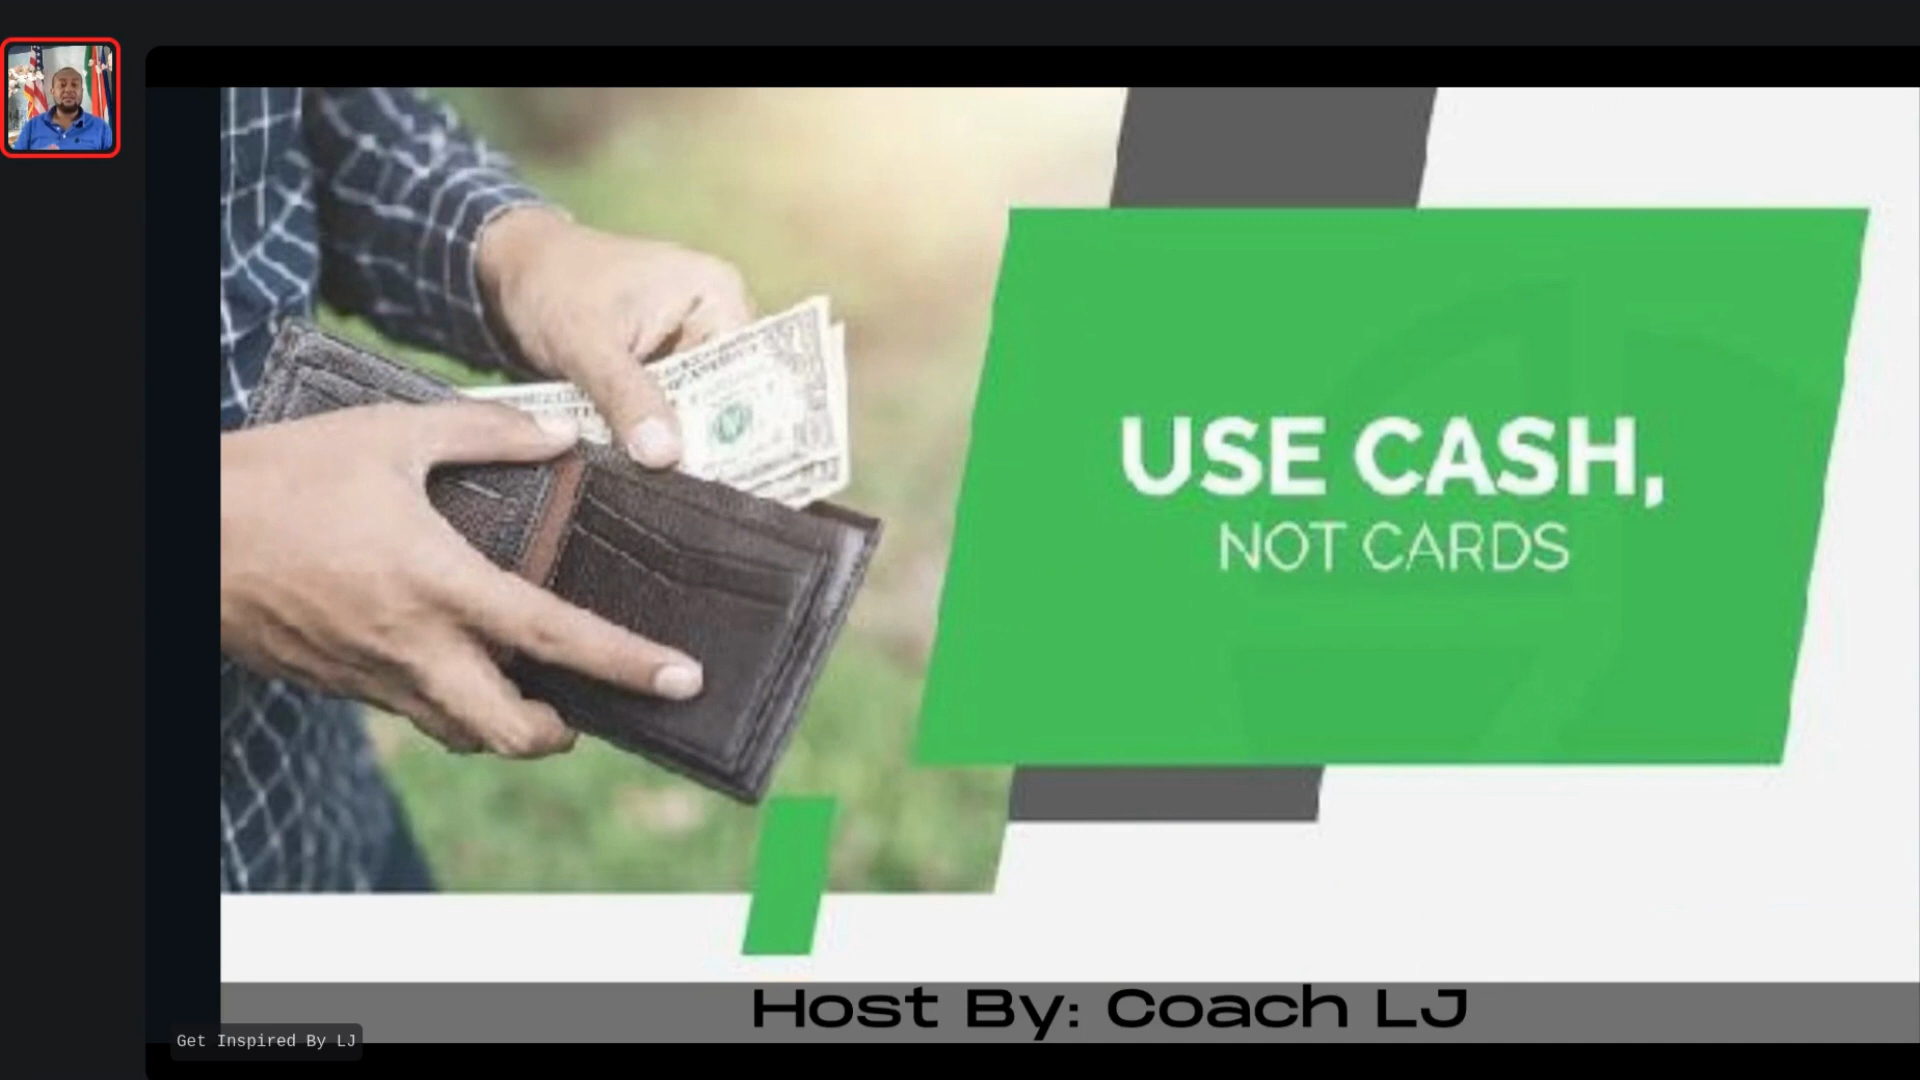 USE CASH,
NOT CARDS
Host By: Coach LJ
Get Inspired By LJ